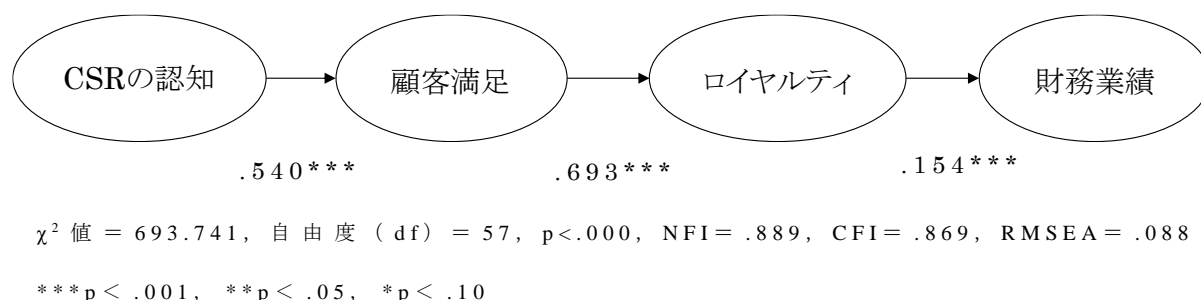 CSRの認知 顧客満足 ロイヤルティ 財務業績
.540*** .693*** .154***
χ² 値 = 693.741, 自由度(df) = 57, p<.000, NFI= .889, CFI= .869, RMSEA= .088
***p< .001, **p< .05, *p< .10